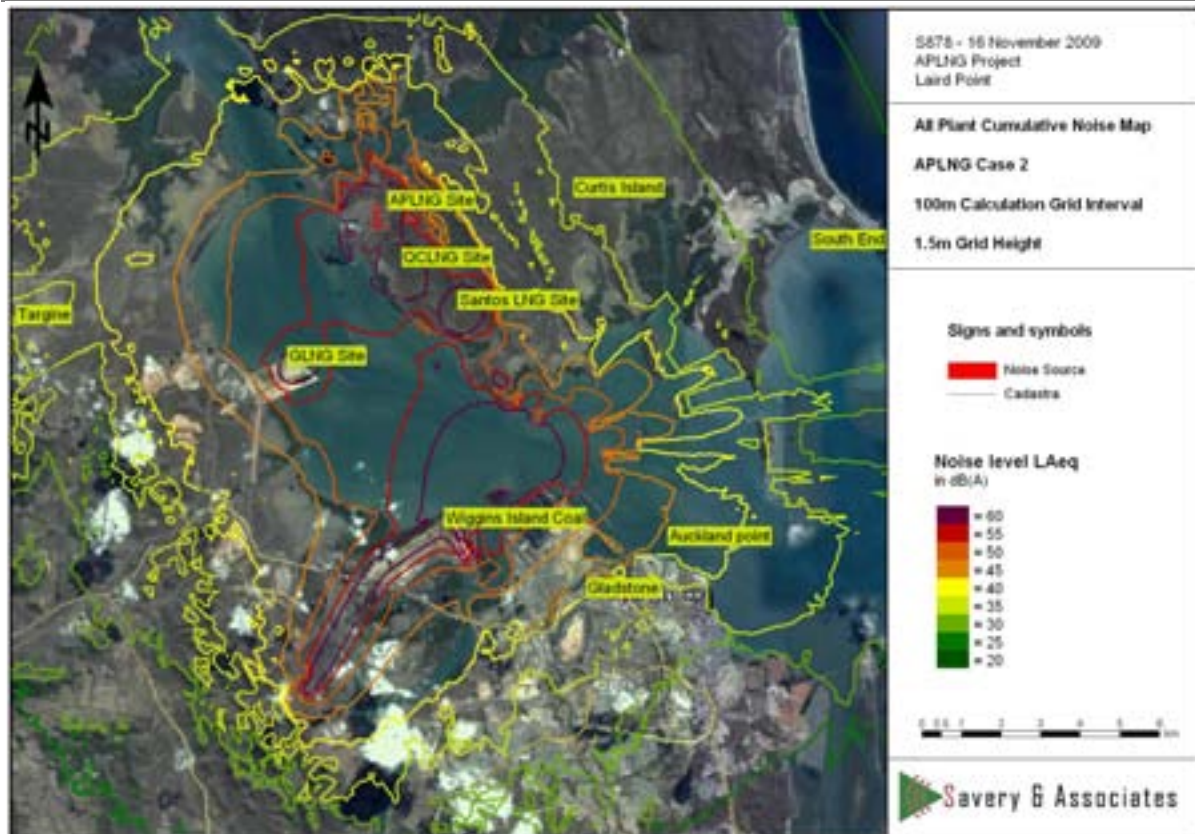 S878 - 16 November 2009
APLNG Project
Laird Point
All Plant Cumulative Noise Map
APLNG Case 2
100m Calculation Grid Interval
1.5m Grid Height
Signs and symbols
Noise Source
Cadastra
Noise level LAeq
in dB(A)
= 60
= 55
= 50
= 45
= 40
= 35
= 30
= 25
= 20
Savery & Associates
N
APLNG Site
Curtis Island
QCLNG Site
South End
Santos LNG Site
Targine
GLNG Site
Wiggins Island Coal
Auckland point
Gladstone